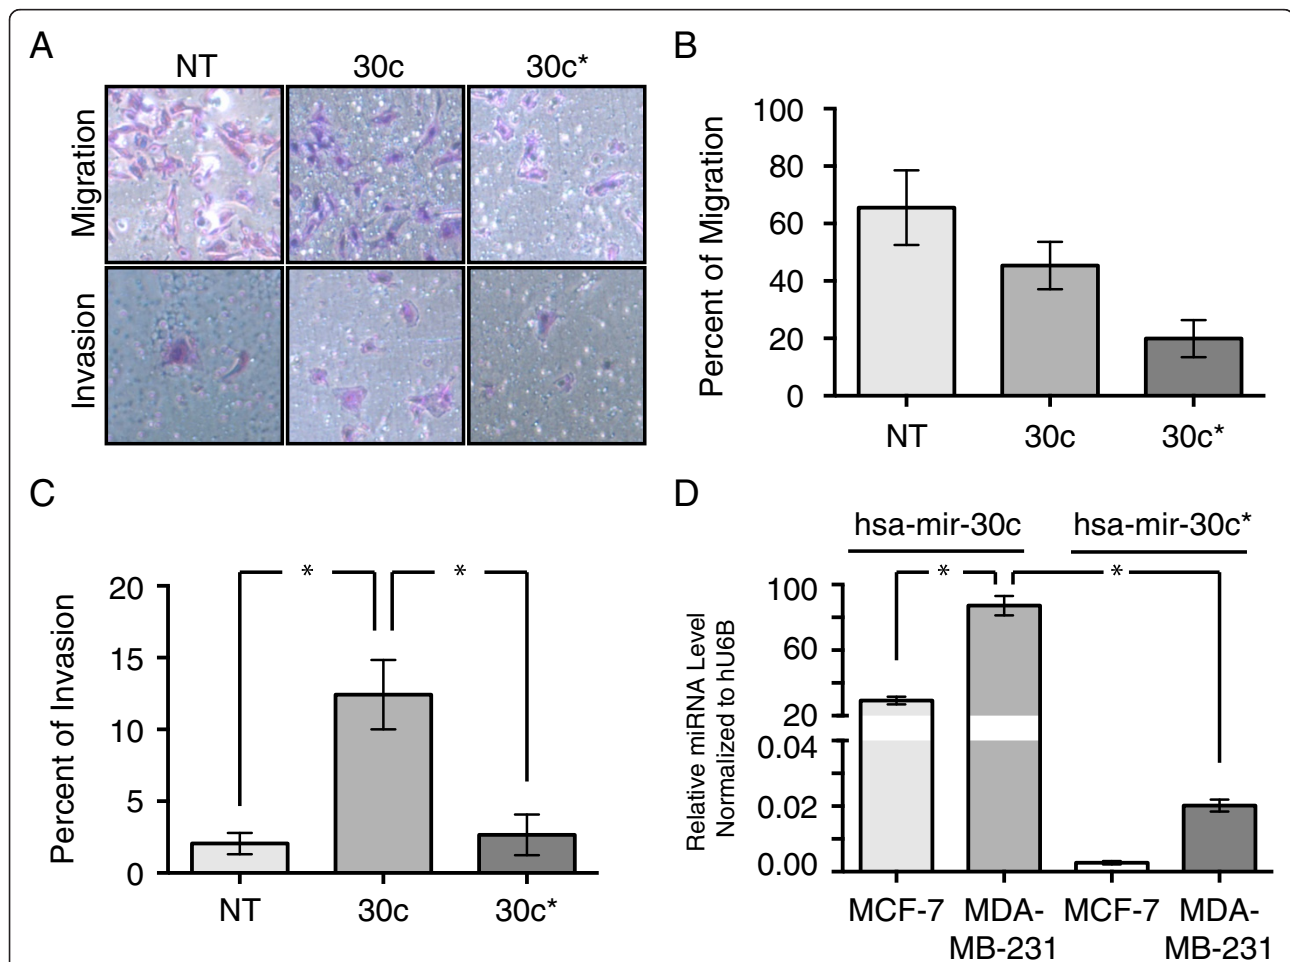 A
NT 30c 30c*
Migration
Invasion
B
Percent of Migration
100
80
60
40
20
0
NT 30c 30c*
C
Percent of Invasion
20
15
10
5
0
* *
NT 30c 30c*
D
hsa-mir-30c hsa-mir-30c*
* *
Relative miRNA Level
Normalized to hU6B
100
60
20
0.04
0.02
0.00
MCF-7 MDA-MB-231 MCF-7 MDA-MB-231